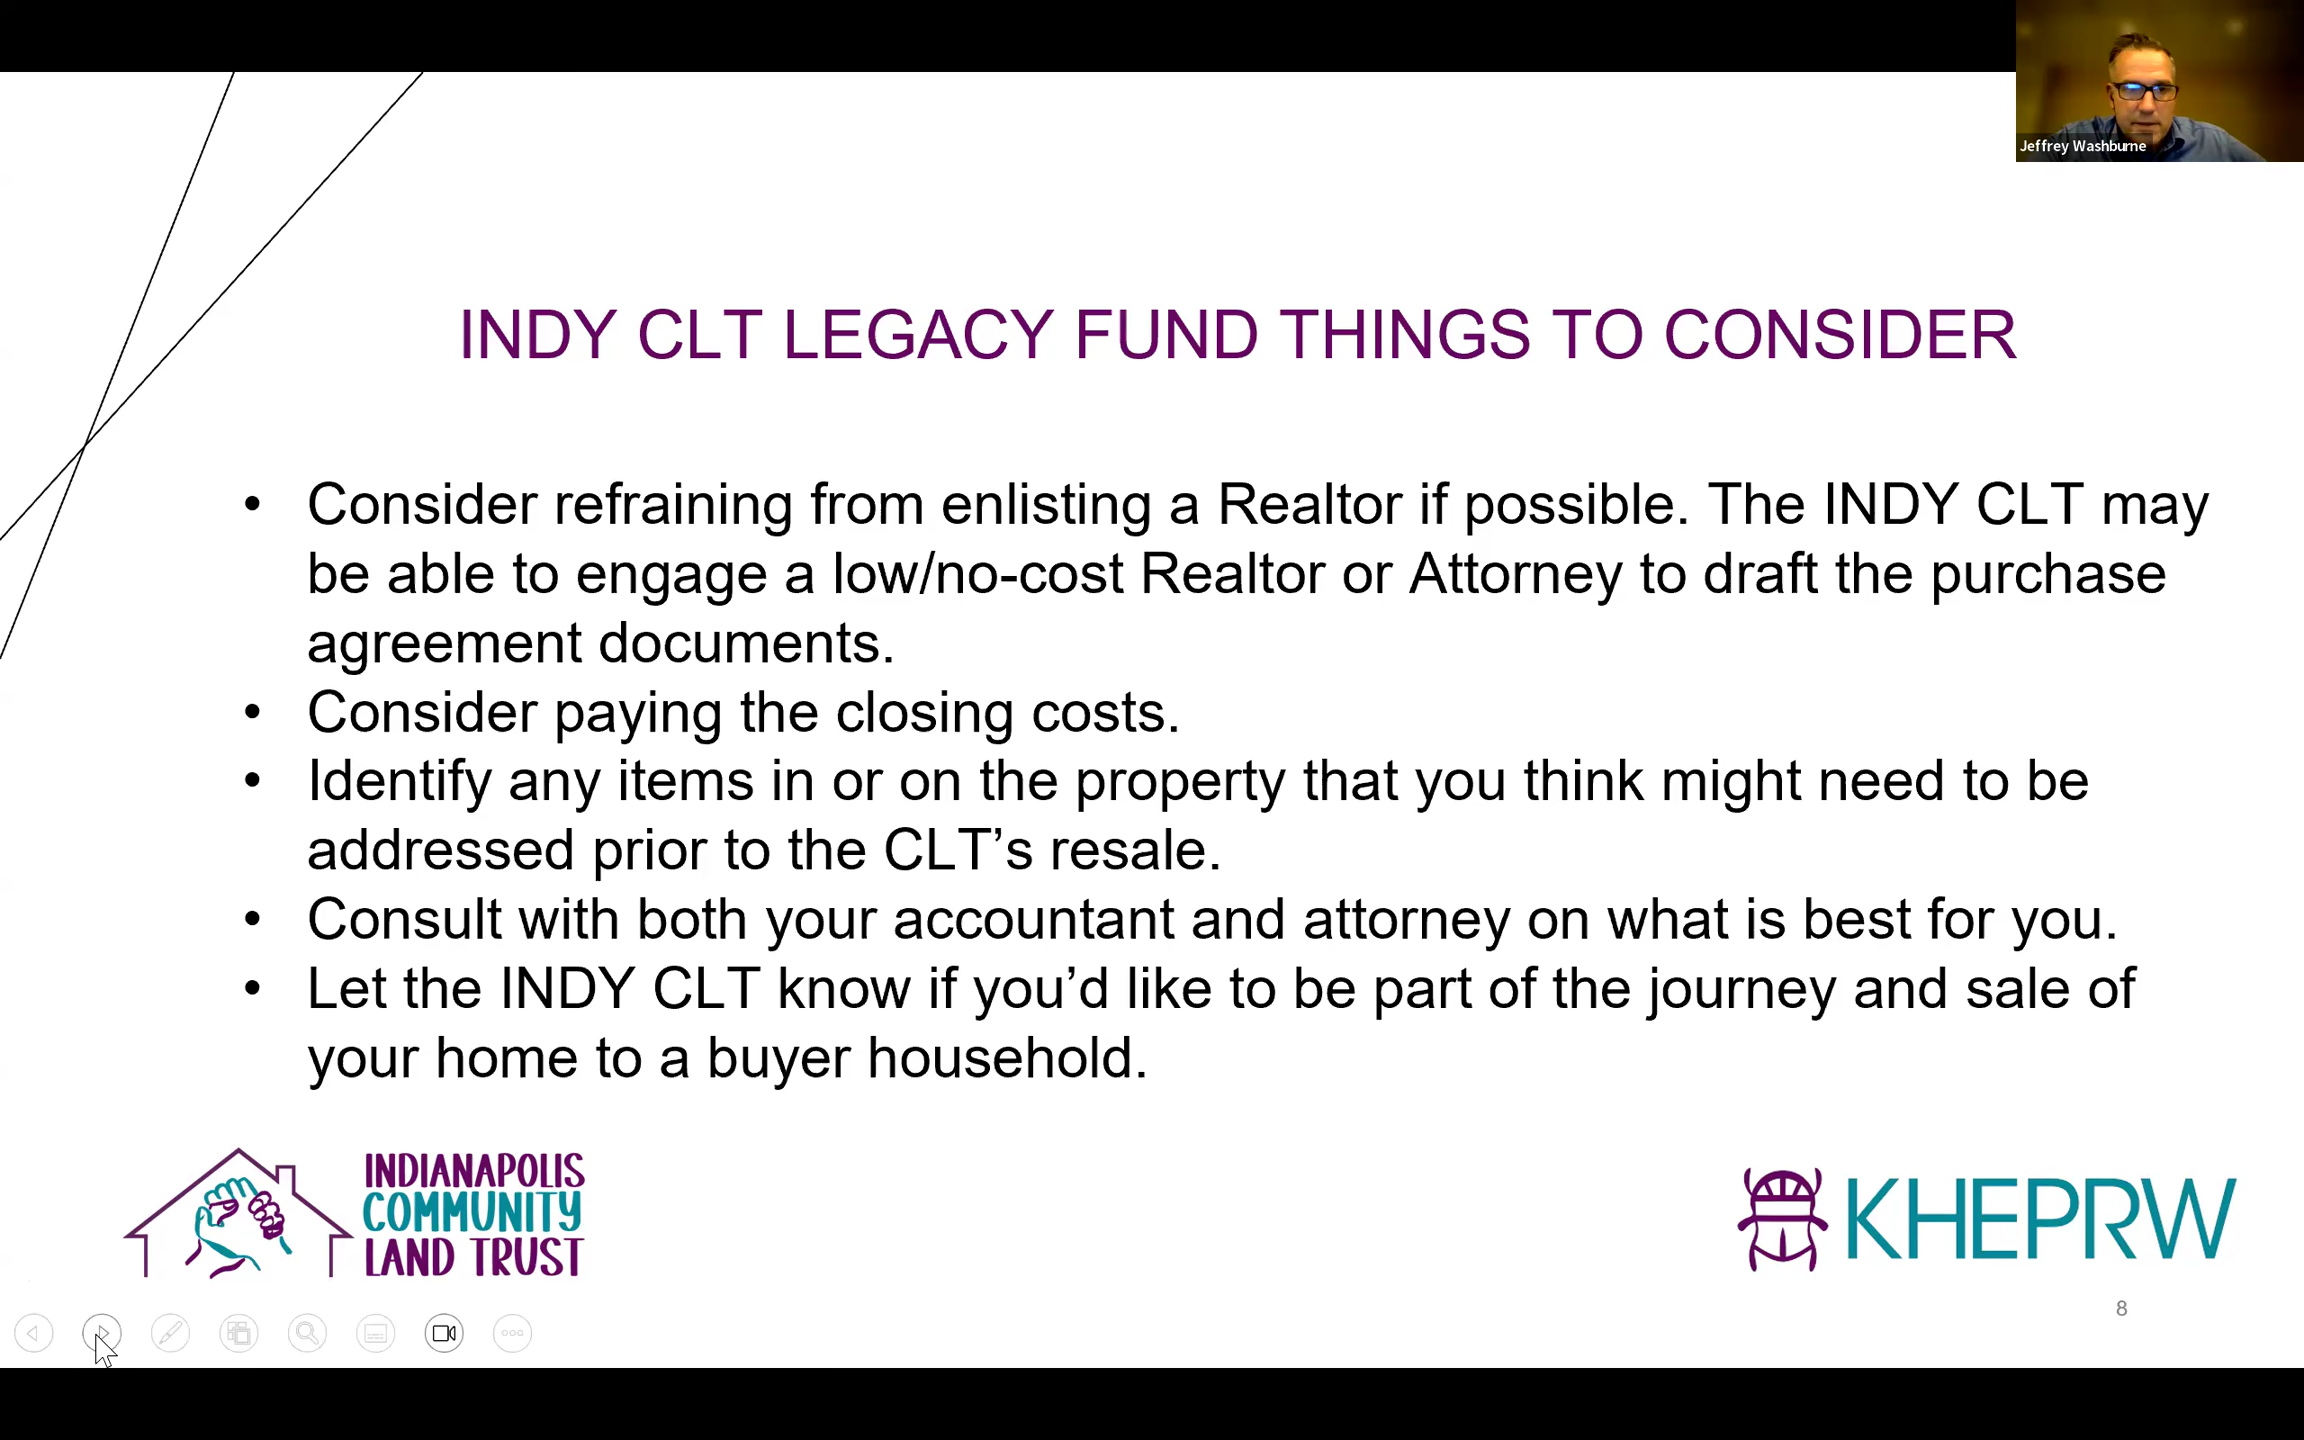 Jeffrey Washburne
INDY CLT LEGACY FUND THINGS TO CONSIDER
• Consider refraining from enlisting a Realtor if possible. The INDY CLT may
be able to engage a low/no-cost Realtor or Attorney to draft the purchase
agreement documents.
• Consider paying the closing costs.
• Identify any items in or on the property that you think might need to be
addressed prior to the CLT’s resale.
• Consult with both your accountant and attorney on what is best for you.
• Let the INDY CLT know if you’d like to be part of the journey and sale of
your home to a buyer household.
INDIANAPOLIS
COMMUNITY
LAND TRUST
KHEPRW
8